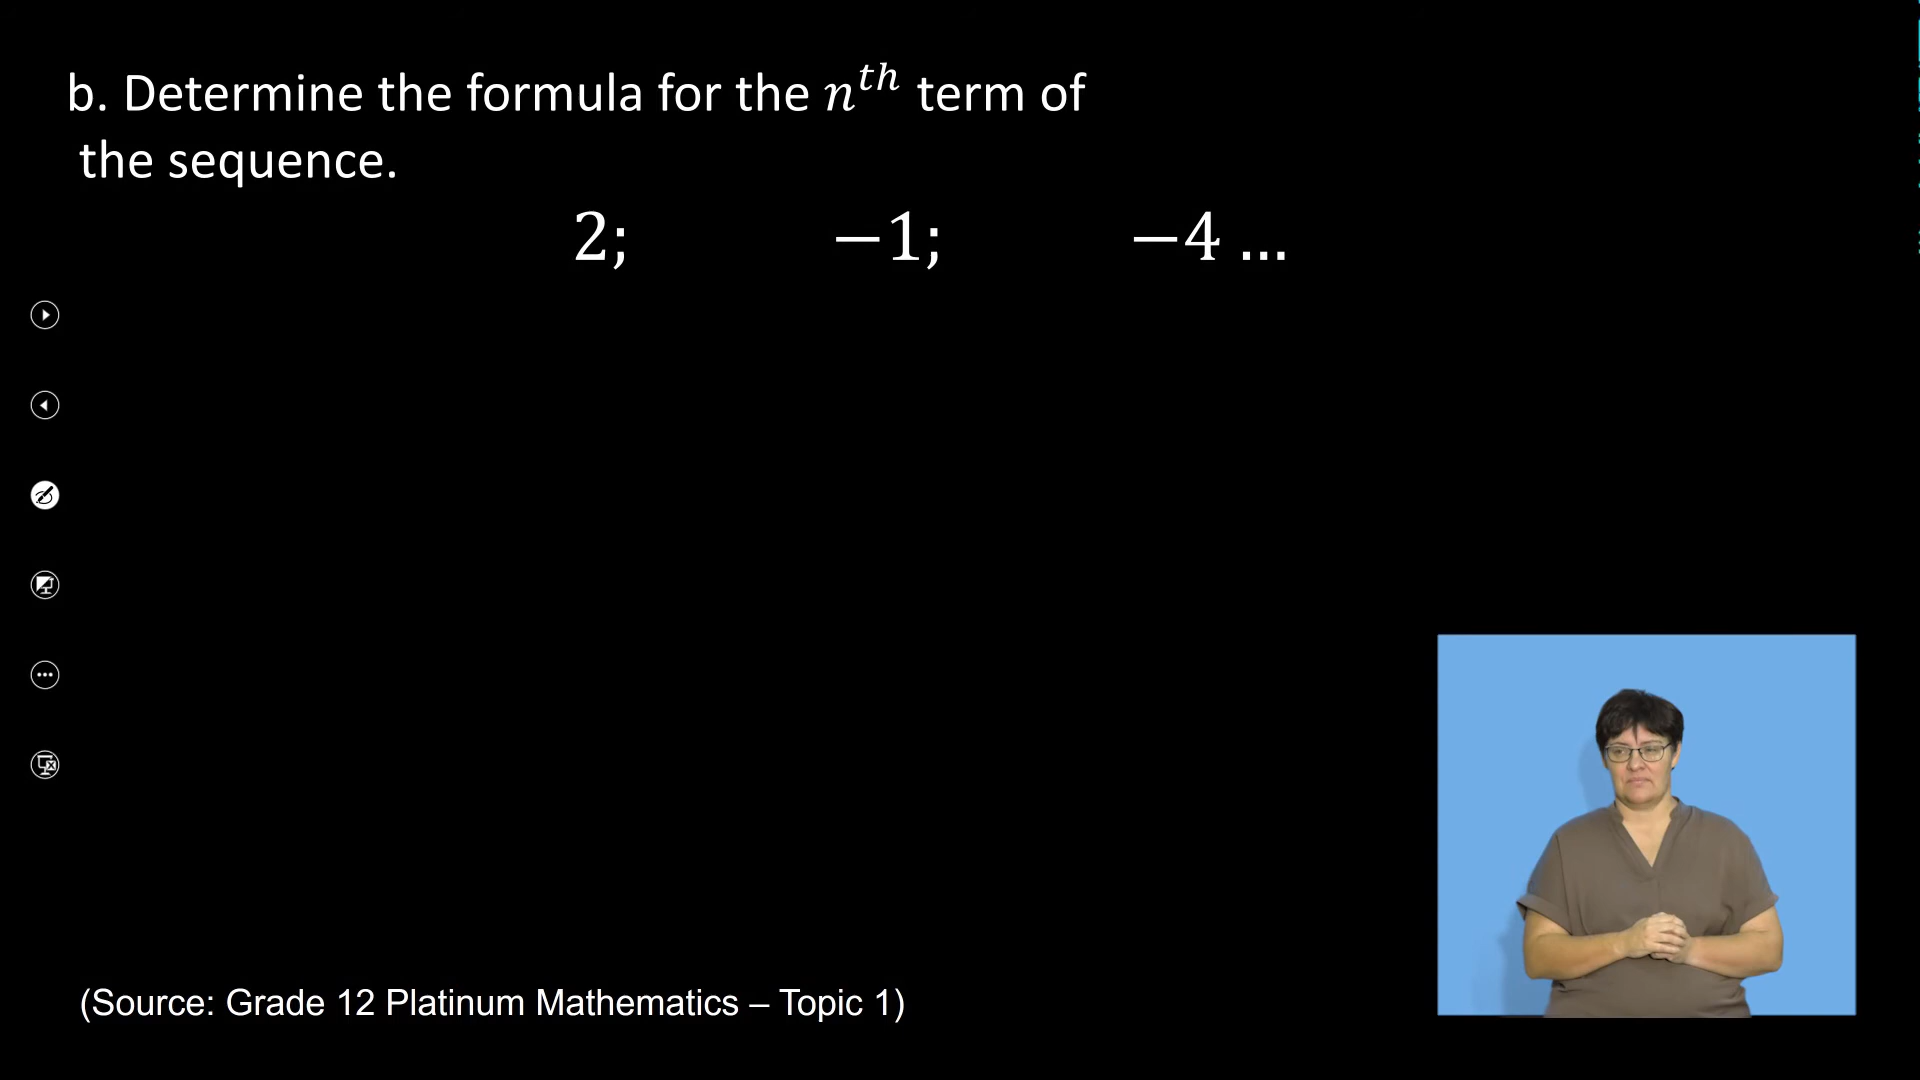 b. Determine the formula for the n^{th} term of
the sequence.
2; −1; −4 ...
(Source: Grade 12 Platinum Mathematics – Topic 1)